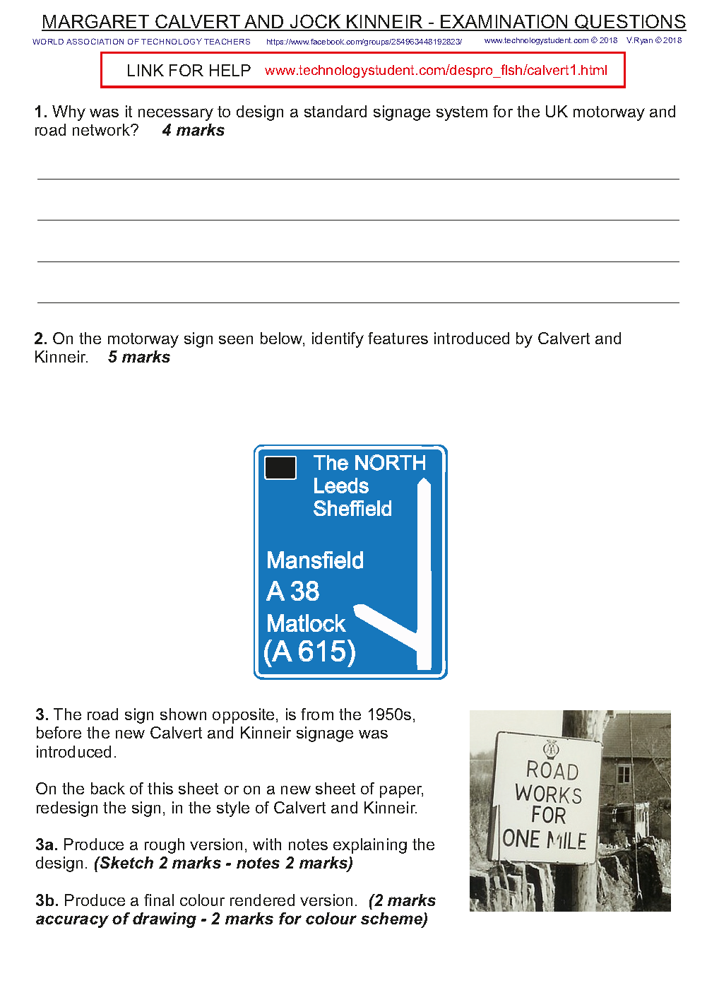 MARGARET CALVERT AND JOCK KINNEIR - EXAMINATION QUESTIONS
WORLD ASSOCIATION OF TECHNOLOGY TEACHERS https://www.facebook.com/groups/254963448192823/ www.technologystudent.com © 2018 V.Ryan © 2018
LINK FOR HELP www.technologystudent.com/despro_flsh/calvert1.html
1. Why was it necessary to design a standard signage system for the UK motorway and
road network? 4 marks
2. On the motorway sign seen below, identify features introduced by Calvert and
Kinneir. 5 marks
The NORTH
Leeds
Sheffield
Mansfield
A 38
Matlock
(A 615)
3. The road sign shown opposite, is from the 1950s,
before the new Calvert and Kinneir signage was
introduced.
On the back of this sheet or on a new sheet of paper,
redesign the sign, in the style of Calvert and Kinneir.
3a. Produce a rough version, with notes explaining the
design. (Sketch 2 marks - notes 2 marks)
3b. Produce a final colour rendered version. (2 marks
accuracy of drawing - 2 marks for colour scheme)
AA
ROAD
WORKS
FOR
ONE MILE